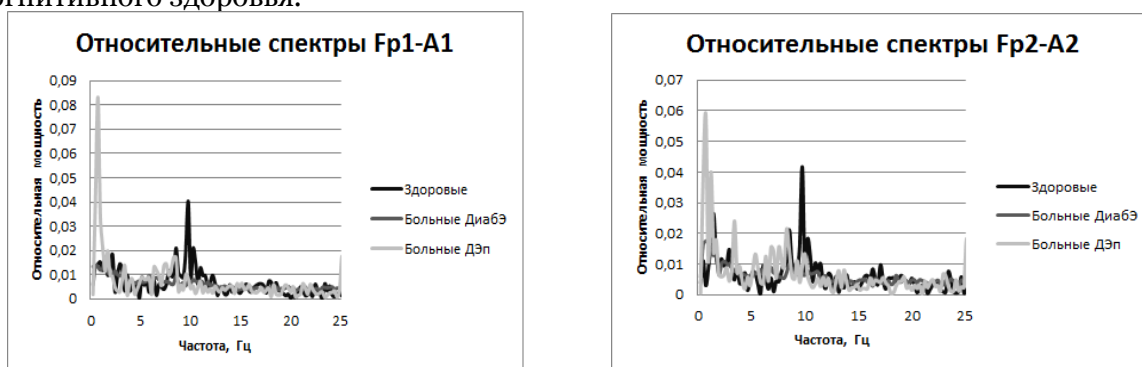 огнитивного здоровья.
Относительные спектры Fp1-A1
Относительная мощность
0,09
0,08
0,07
0,06
0,05
0,04
0,03
0,02
0,01
0
0 5 10 15 20 25
Частота, Гц
Здоровые
Больные ДиабЭ
Больные ДЭп
Относительные спектры Fp2-A2
Относительная мощность
0,07
0,06
0,05
0,04
0,03
0,02
0,01
0
0 5 10 15 20 25
Частота, Гц
Здоровые
Больные ДиабЭ
Больные ДЭп